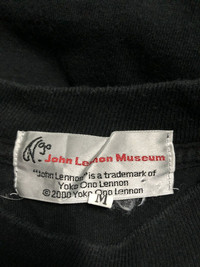 John Lennon Museum
"John Lennon" is a trademark of
Yoko Ono Lennon
© 2000 Yoko Ono Lennon
M